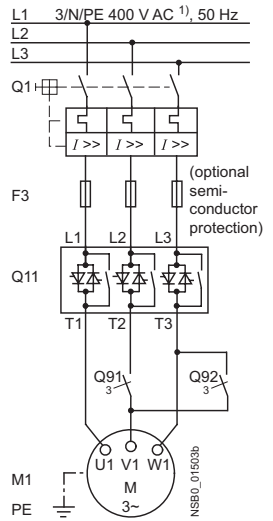 L1 3/N/PE 400 V AC 1), 50 Hz
L2
L3
Q1
I >> I >> I >>
F3
(optional
semi-
conductor
protection)
L1 L2 L3
Q11
T1 T2 T3
Q91
3
Q92
3
U1 V1 W1
M1
M
3~
PE
NSB0_01503b